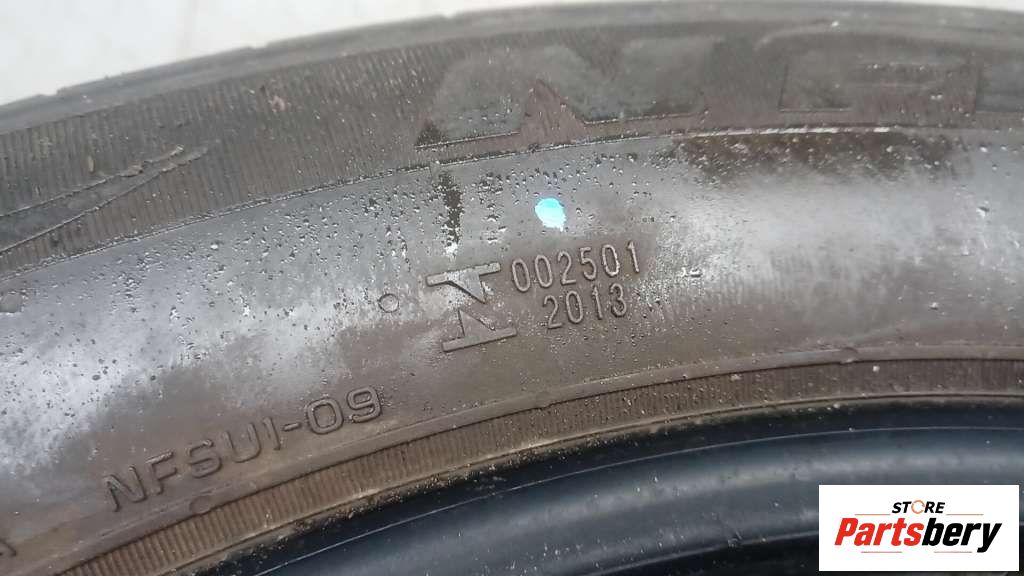 002501
2013
NFSU1-09
STORE
Partsbery